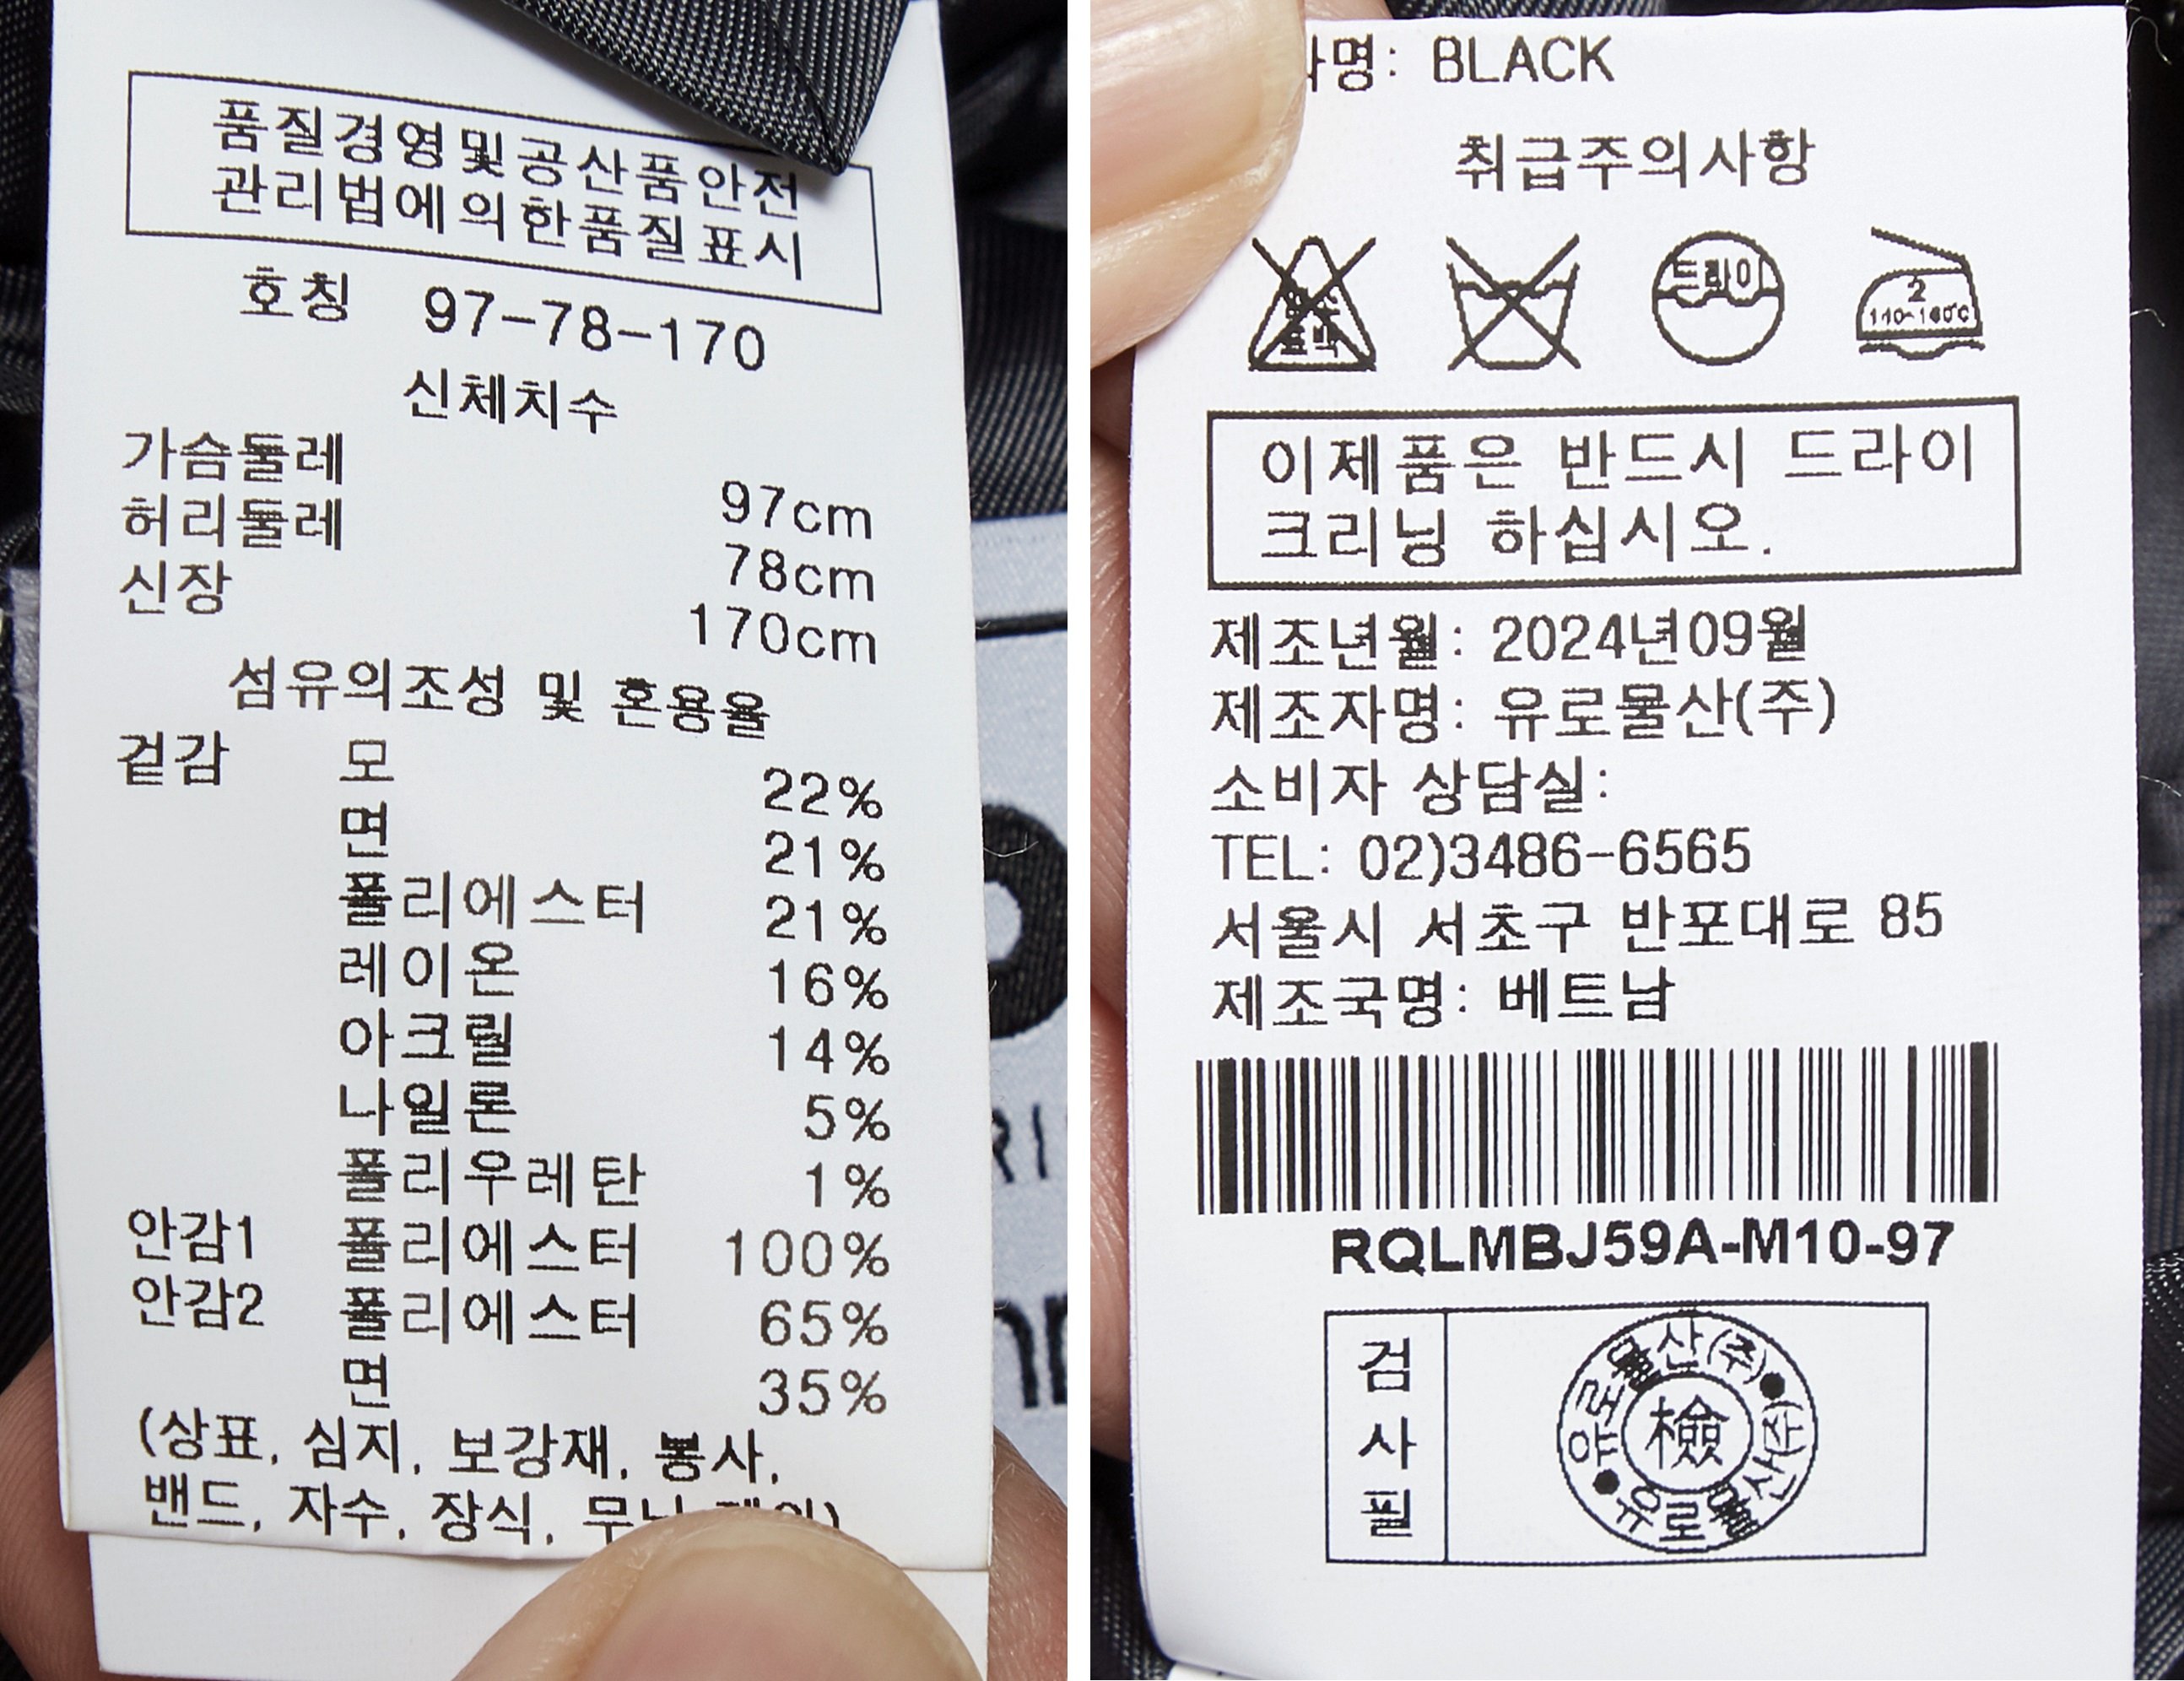 품질경영및공산품안전
관리법에의한품질표시
호칭 97-78-170
신체치수
가슴둘레 97cm
허리둘레 78cm
신장 170cm
섬유의조성 및 혼용율
겉감 모 22%
면 21%
폴리에스터 21%
레이온 16%
아크릴 14%
나일론 5%
폴리우레탄 1%
안감1 폴리에스터 100%
안감2 폴리에스터 65%
면 35%
(상표, 심지, 보강재, 봉사,
밴드, 자수, 장식,
명: BLACK
취급주의사항
드라이
2
140~160℃
이제품은 반드시 드라이
크리닝 하십시오.
제조년월: 2024년09월
제조자명: 유로물산(주)
소비자 상담실:
TEL: 02)3486-6565
서울시 서초구 반포대로 85
제조국명: 베트남
RQLMBJ59A-M10-97
검사필
유로물산(주)
유로물산(주)
檢